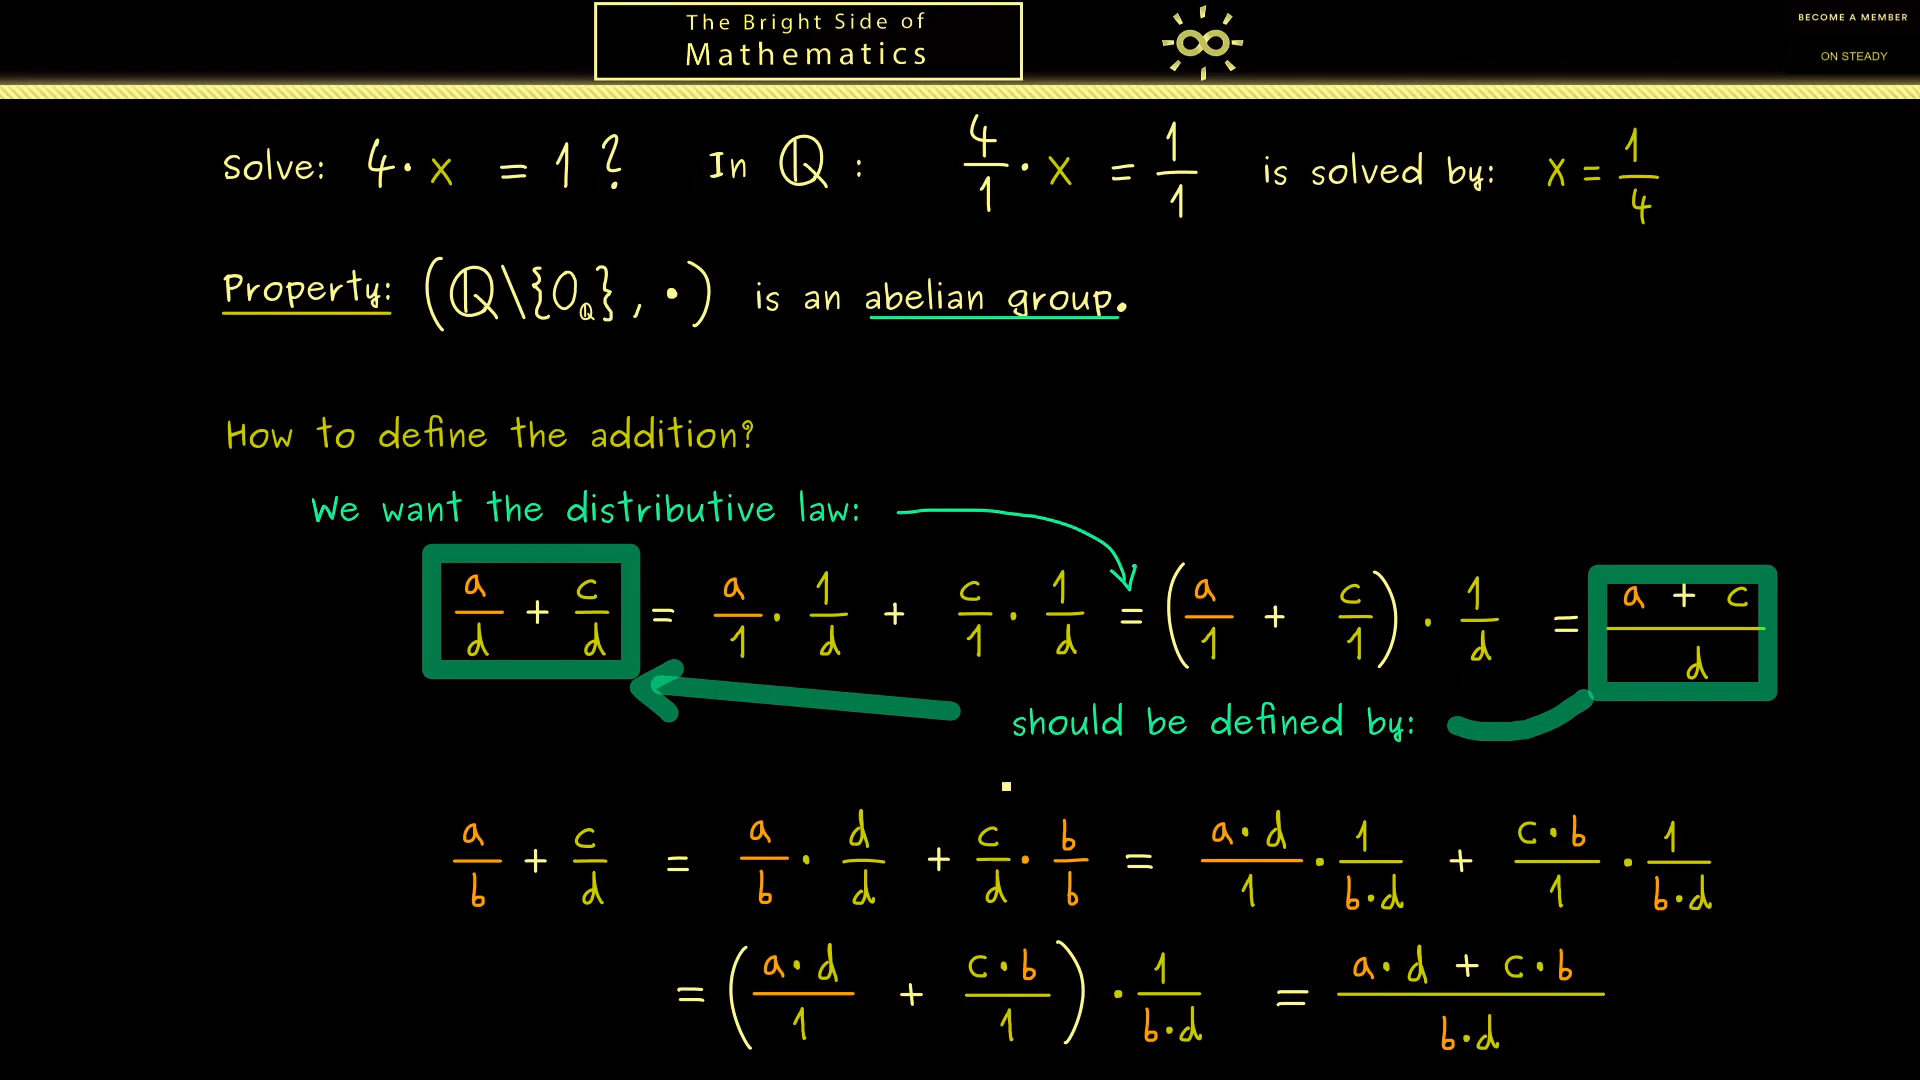 The Bright Side of
Mathematics
BECOME A MEMBER
ON STEADY
Solve: 4 · x = 1 ? In ℚ : 4/1 · x = 1/1 is solved by: x = 1/4
Property: (ℚ\{0_ℚ}, ·) is an abelian group.
How to define the addition?
We want the distributive law:
a/d + c/d = a/1 · 1/d + c/1 · 1/d = (a/1 + c/1) · 1/d = (a + c)/d
should be defined by:
a/b + c/d = a/b · d/d + c/d · b/b = (a·d)/1 · 1/(b·d) + (c·b)/1 · 1/(b·d)
= ((a·d)/1 + (c·b)/1) · 1/(b·d) = (a·d + c·b)/(b·d)